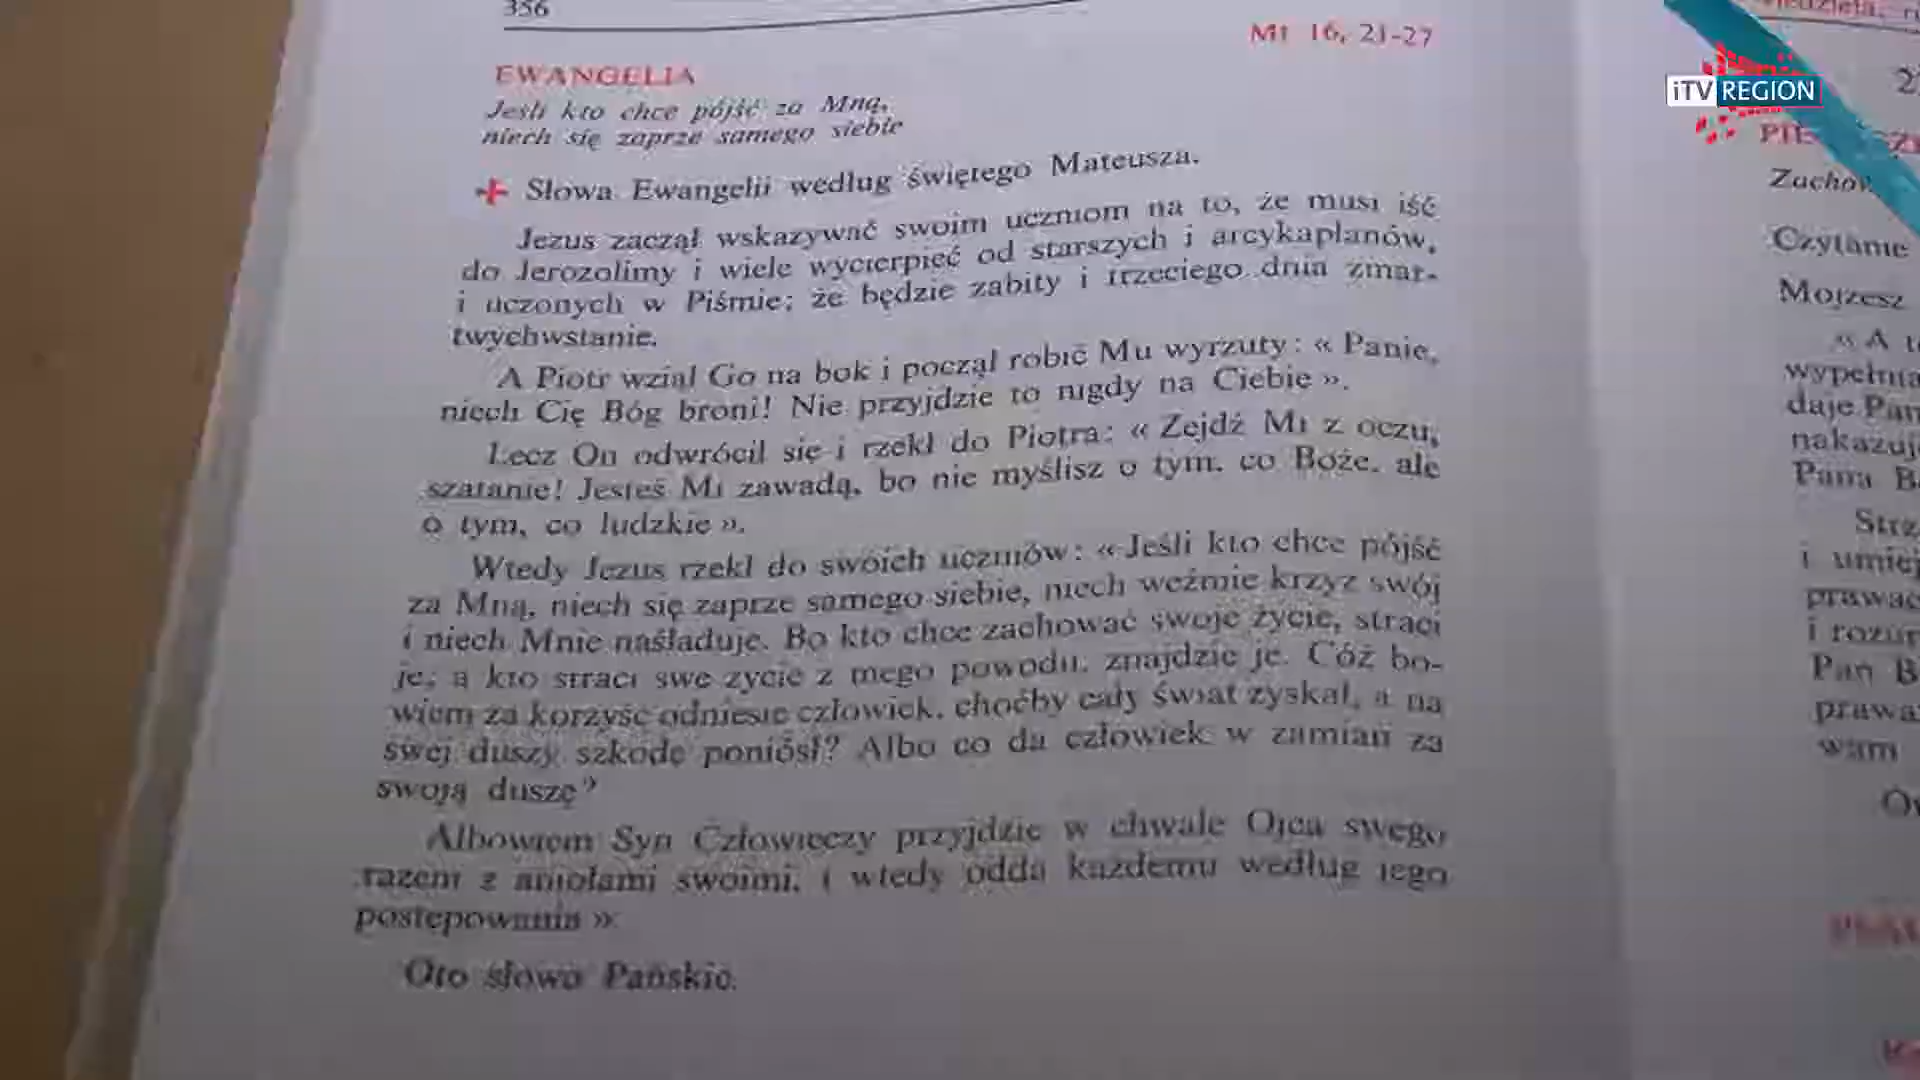 356
Mt 16, 21-27
EWANGELIA
Jeśli kto chce pójść za Mną,
niech się zaprze samego siebie
+ Słowa Ewangelii według świętego Mateusza.
Jezus zaczął wskazywać swoim uczniom na to, że musi iść
do Jerozolimy i wiele wycierpieć od starszych i arcykapłanów,
i uczonych w Piśmie; że będzie zabity i trzeciego dnia zmar-
twychwstanie.
A Piotr wziął Go na bok i począł robić Mu wyrzuty: « Panie,
niech Cię Bóg broni! Nie przyjdzie to nigdy na Ciebie ».
Lecz On odwrócił się i rzekł do Piotra: « Zejdź Mi z oczu,
szatanie! Jesteś Mi zawadą, bo nie myślisz o tym, co Boże, ale
o tym, co ludzkie ».
Wtedy Jezus rzekł do swoich uczniów: « Jeśli kto chce pójść
za Mną, niech się zaprze samego siebie, niech weźmie krzyż swój
i niech Mnie naśladuje. Bo kto chce zachować swoje życie, straci
je; a kto straci swe życie z mego powodu, znajdzie je. Cóż bo-
wiem za korzyść odniesie człowiek, choćby cały świat zyskał, a na
swej duszy szkodę poniósł? Albo co da człowiek w zamian za
swoją duszę?
Albowiem Syn Człowieczy przyjdzie w chwale Ojca swego
razem z aniołami swoimi, i wtedy odda każdemu według jego
postępowania ».
Oto słowo Pańskie.
iTV REGION
Czytanie
Mojżesz
« A
daje Pan
Pana
i
Pan
wam